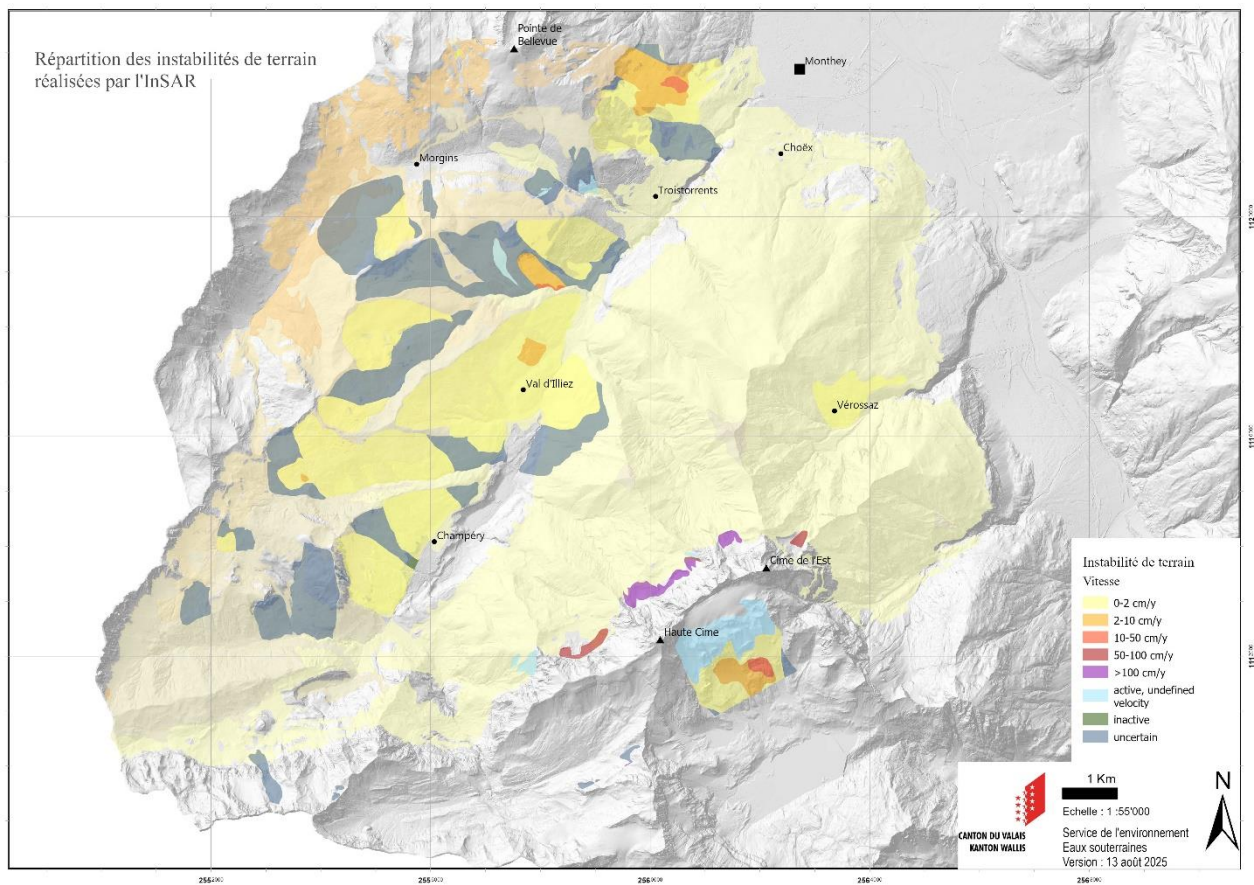 Répartition des instabilités de terrain
réalisées par l'InSAR
Pointe de
Bellevue
Monthey
Morgins
Choëx
Troistorrents
Val d'Illiez
Vérossaz
Champéry
Cime de l'Est
Haute Cime
Instabilité de terrain
Vitesse
0-2 cm/y
2-10 cm/y
10-50 cm/y
50-100 cm/y
>100 cm/y
active, undefined
velocity
inactive
uncertain
1 Km
N
Echelle : 1 :55'000
CANTON DU VALAIS
KANTON WALLIS
Service de l'environnement
Eaux souterraines
Version : 13 août 2025